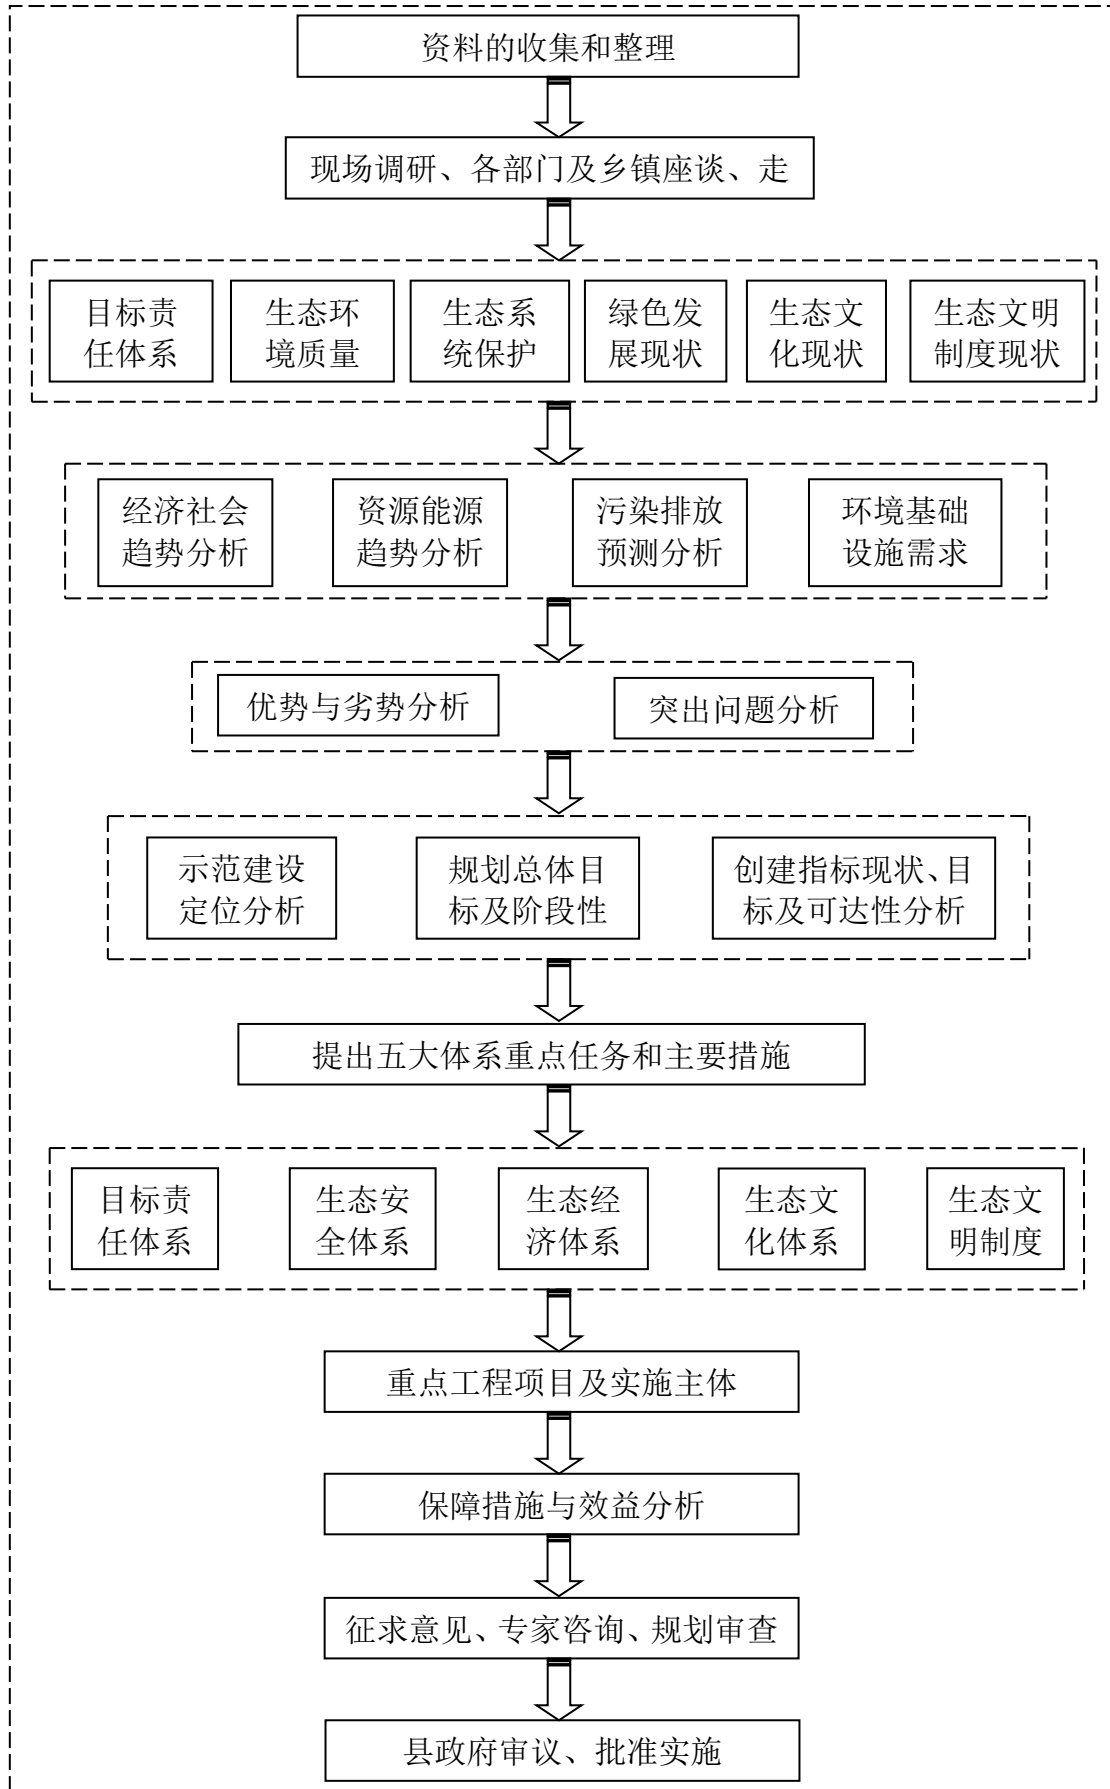 资料的收集和整理
现场调研、各部门及乡镇座谈、走
目标责
任体系
生态环
境质量
生态系
统保护
绿色发
展现状
生态文
化现状
生态文明
制度现状
经济社会
趋势分析
资源能源
趋势分析
污染排放
预测分析
环境基础
设施需求
优势与劣势分析
突出问题分析
示范建设
定位分析
规划总体目
标及阶段性
创建指标现状、目
标及可达性分析
提出五大体系重点任务和主要措施
目标责
任体系
生态安
全体系
生态经
济体系
生态文
化体系
生态文
明制度
重点工程项目及实施主体
保障措施与效益分析
征求意见、专家咨询、规划审查
县政府审议、批准实施